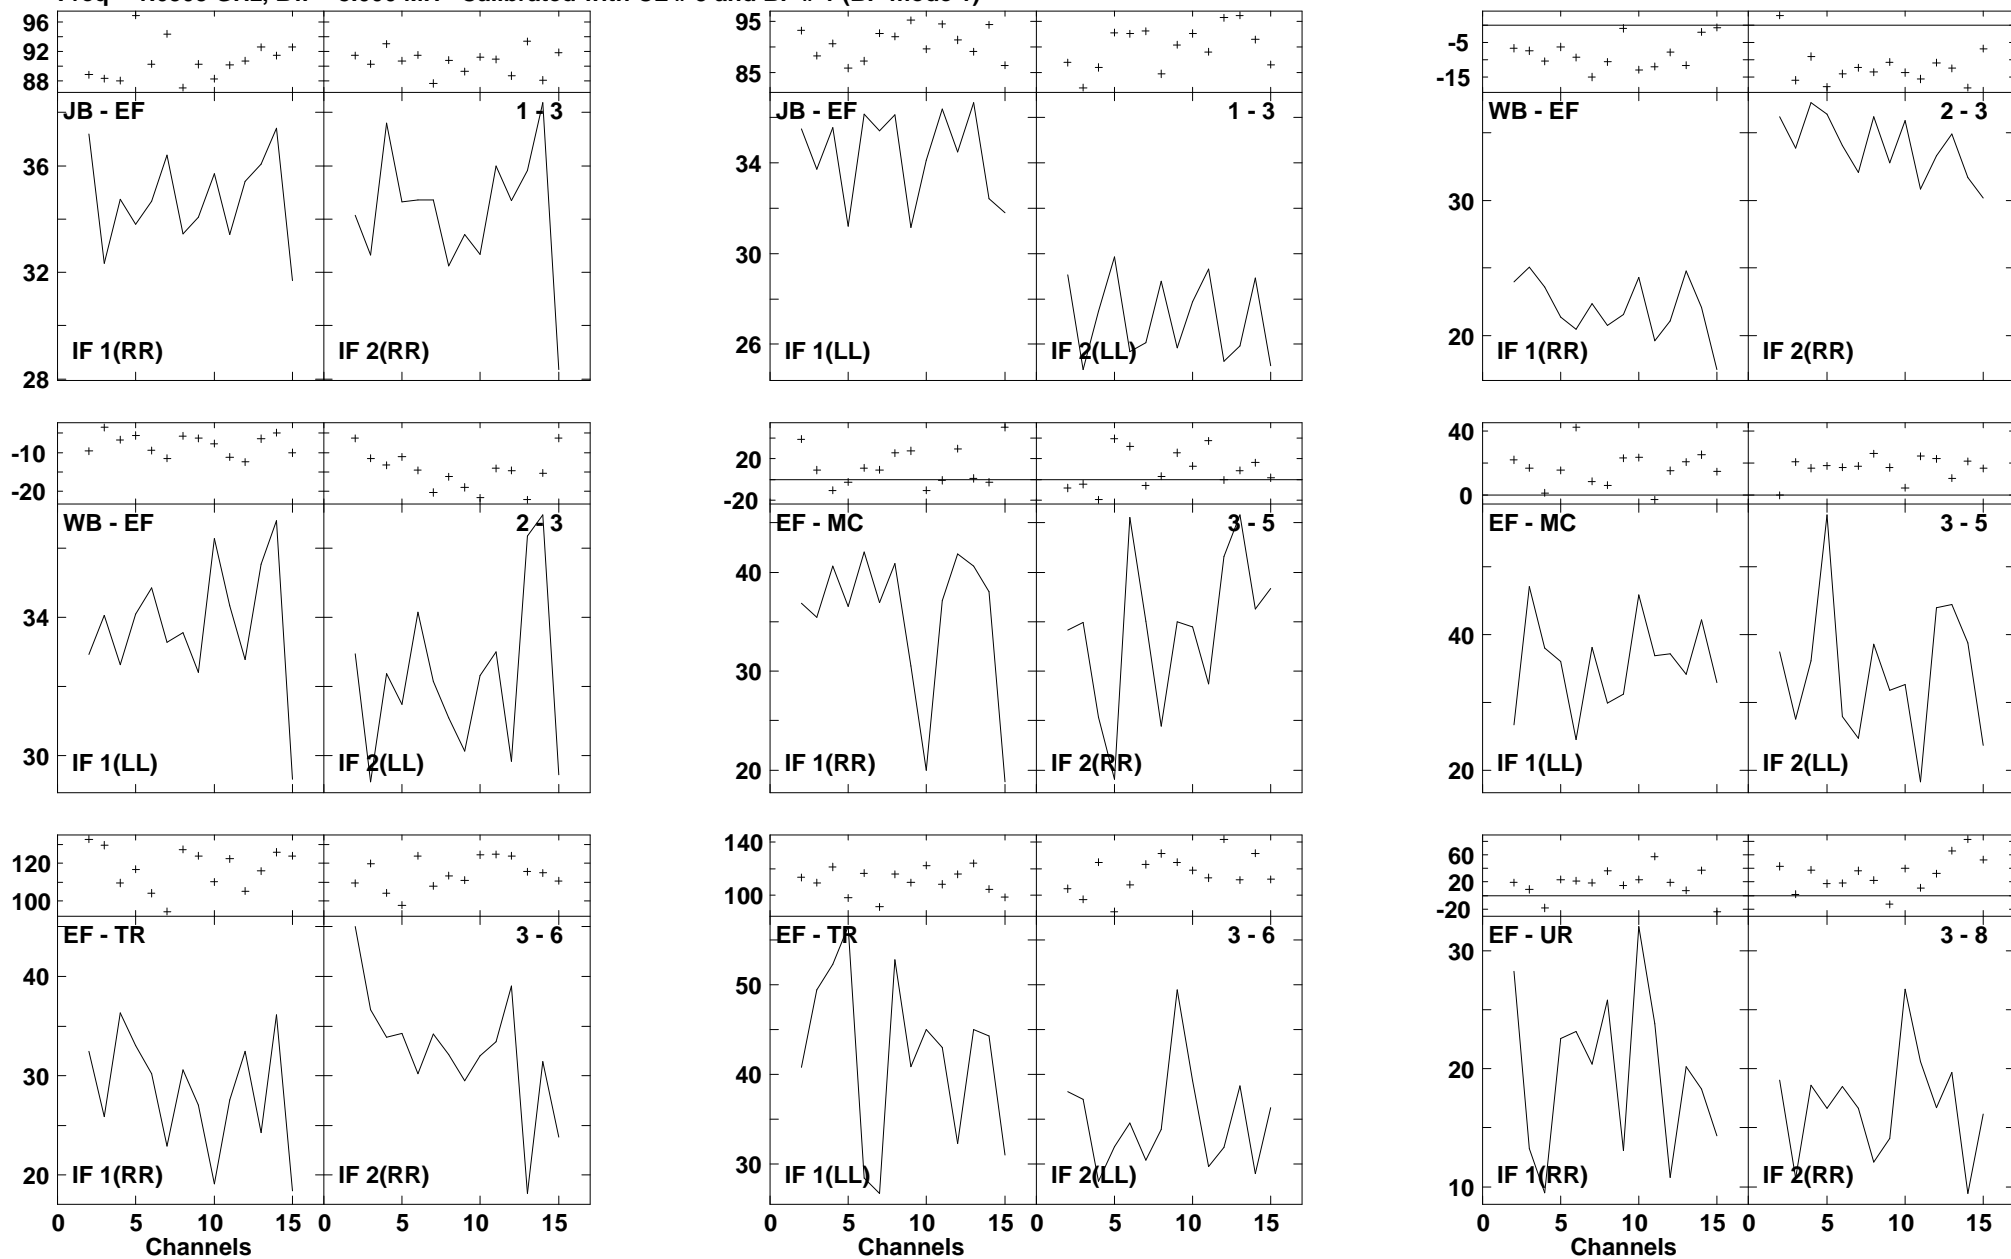 96
92
88
JB - EF
1 - 3
36
32
28
IF 1(RR)
IF 2(RR)
95
85
JB - EF
1 - 3
34
30
26
IF 1(LL)
IF 2(LL)
-5
-15
WB - EF
2 - 3
30
20
IF 1(RR)
IF 2(RR)
-10
-20
WB - EF
2 - 3
34
30
IF 1(LL)
IF 2(LL)
20
-20
EF - MC
3 - 5
40
30
20
IF 1(RR)
IF 2(RR)
40
0
EF - MC
3 - 5
40
20
IF 1(LL)
IF 2(LL)
120
100
EF - TR
3 - 6
40
30
20
IF 1(RR)
IF 2(RR)
0 5 10 15 0 5 10 15
Channels
140
100
EF - TR
3 - 6
50
40
30
IF 1(LL)
IF 2(LL)
0 5 10 15 0 5 10 15
Channels
60
20
-20
EF - UR
3 - 8
30
20
10
IF 1(RR)
IF 2(RR)
0 5 10 15 0 5 10 15
Channels